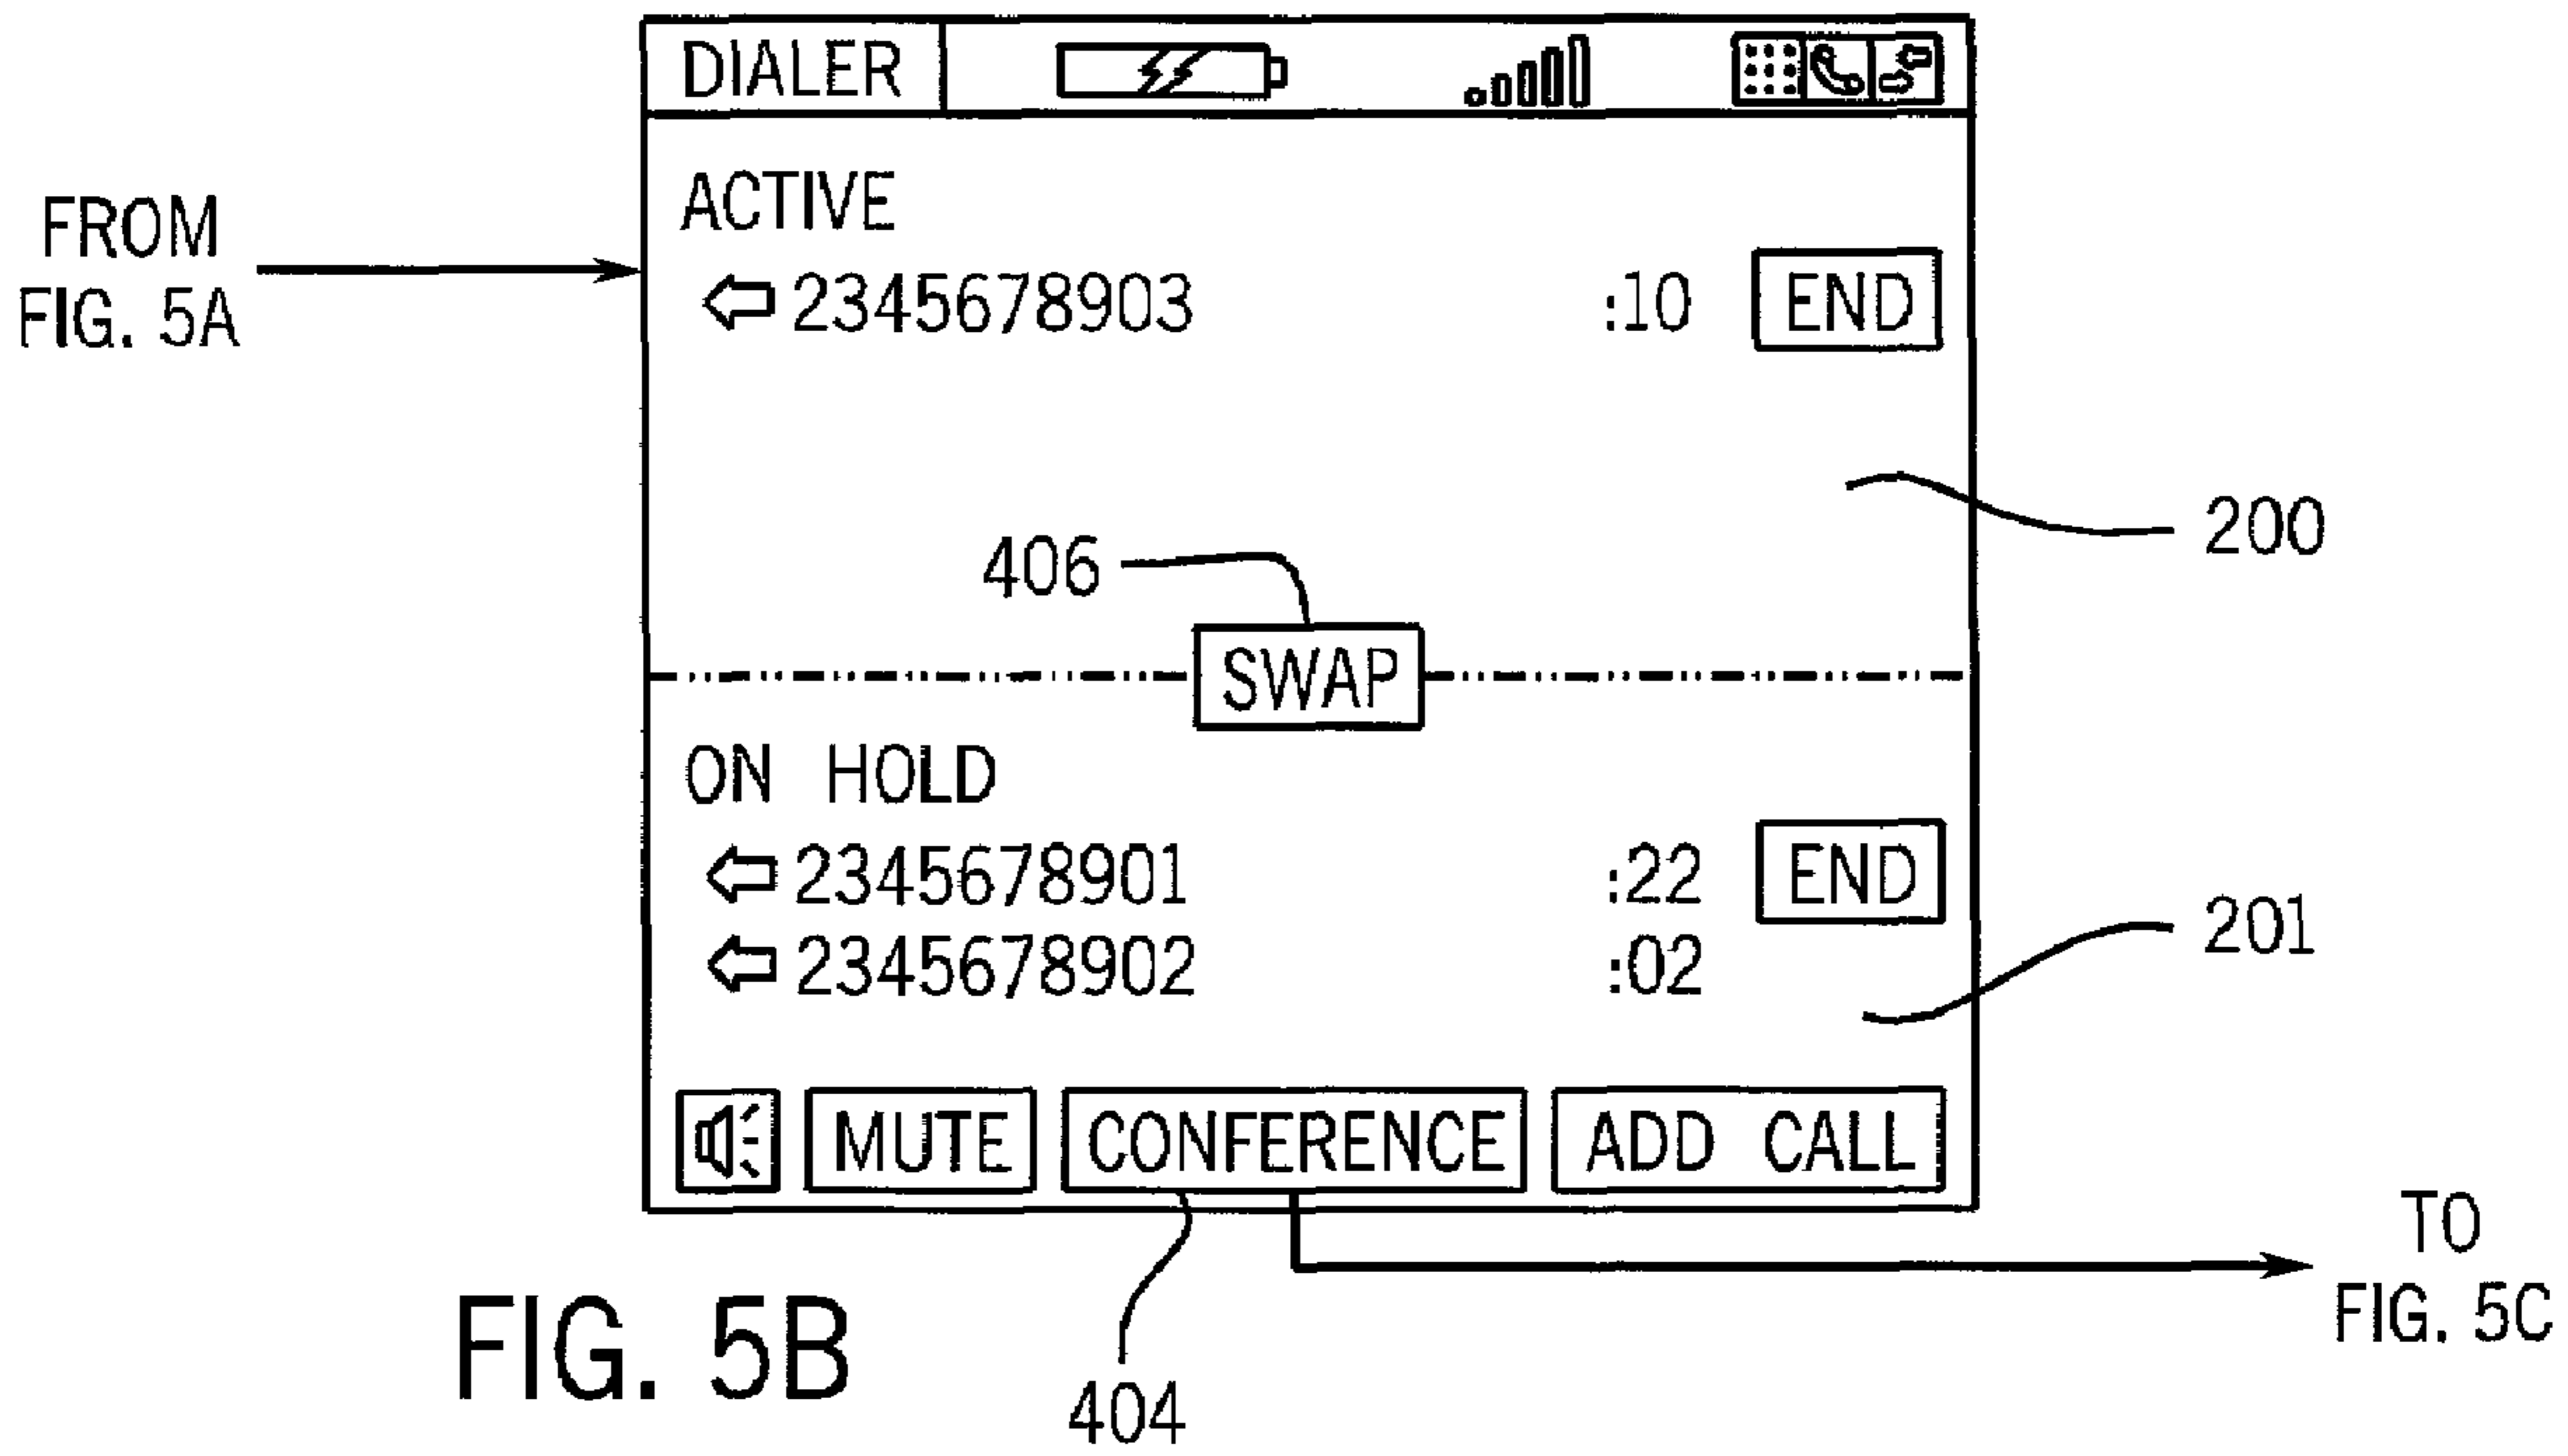 DIALER
FROM
FIG. 5A
ACTIVE
2345678903 :10 END
200
406
SWAP
ON HOLD
2345678901 :22 END
2345678902 :02
201
MUTE CONFERENCE ADD CALL
TO
FIG. 5C
404
FIG. 5B